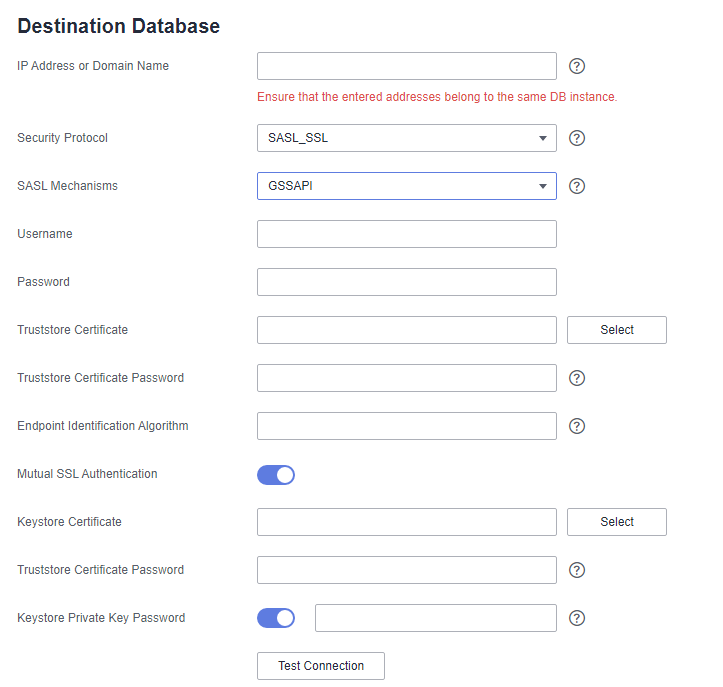 Destination Database
IP Address or Domain Name
Ensure that the entered addresses belong to the same DB instance.
Security Protocol SASL_SSL
SASL Mechanisms GSSAPI
Username
Password
Truststore Certificate Select
Truststore Certificate Password
Endpoint Identification Algorithm
Mutual SSL Authentication
Keystore Certificate Select
Truststore Certificate Password
Keystore Private Key Password
Test Connection